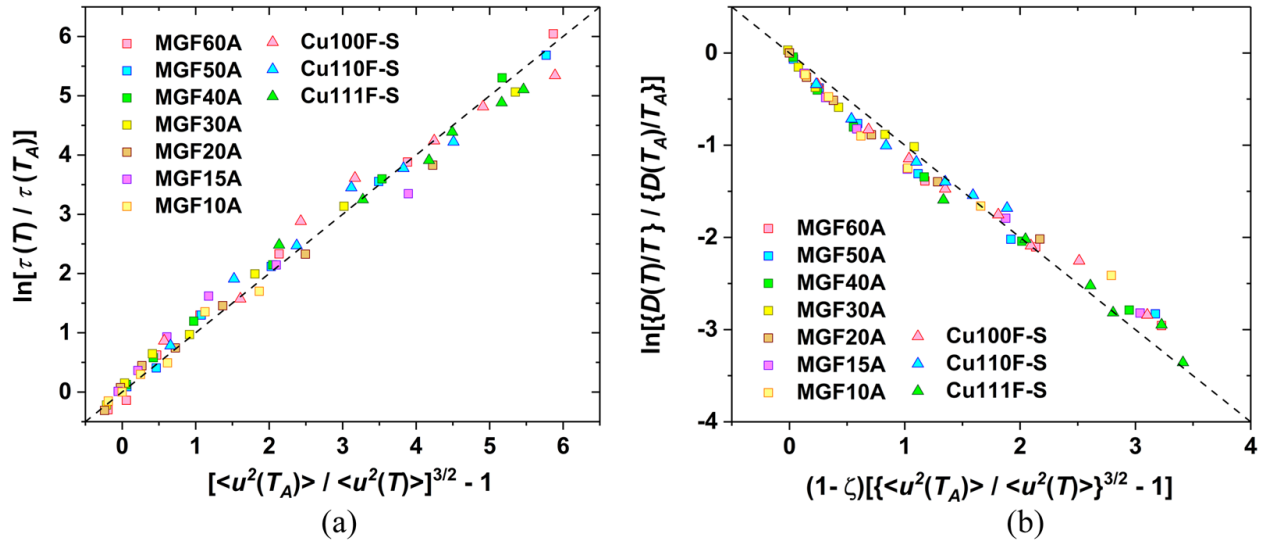 ln[τ(T) / τ(T_A)]
6
5
4
3
2
1
0
MGF60A
MGF50A
MGF40A
MGF30A
MGF20A
MGF15A
MGF10A
Cu100F-S
Cu110F-S
Cu111F-S
0 1 2 3 4 5 6
[<u²(T_A)> / <u²(T)>]^3/2 - 1
(a)
ln[{D(T)/T } / {D(T_A)/T_A}]
0
-1
-2
-3
-4
MGF60A
MGF50A
MGF40A
MGF30A
MGF20A
MGF15A
MGF10A
Cu100F-S
Cu110F-S
Cu111F-S
0 1 2 3 4
(1- ζ)[{<u²(T_A)> / <u²(T)>}^3/2 - 1]
(b)